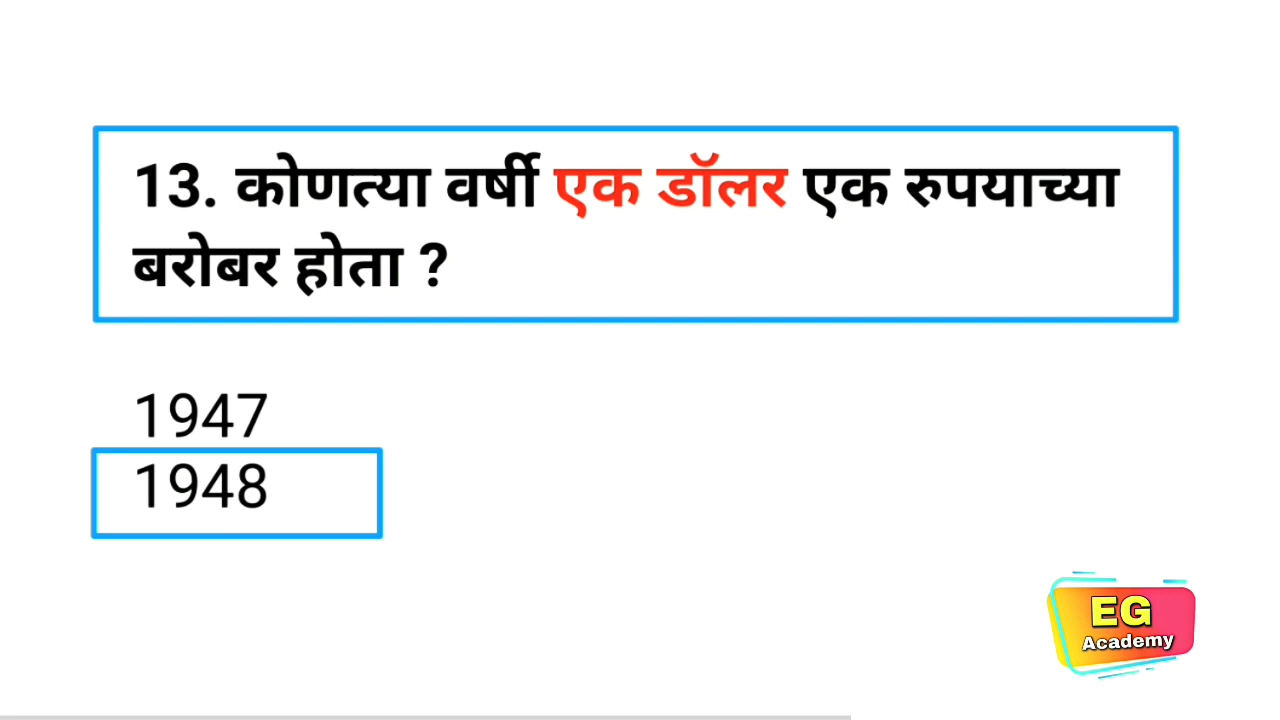 13. कोणत्या वर्षी एक डॉलर एक रुपयाच्या
बरोबर होता ?
1947
1948
EG
Academy